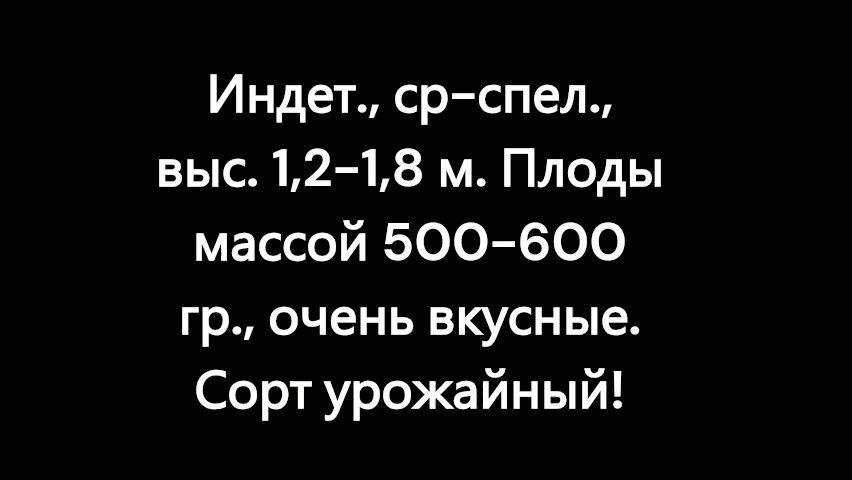 Индет., ср-спел.,
выс. 1,2-1,8 м. Плоды
массой 500-600
гр., очень вкусные.
Сорт урожайный!